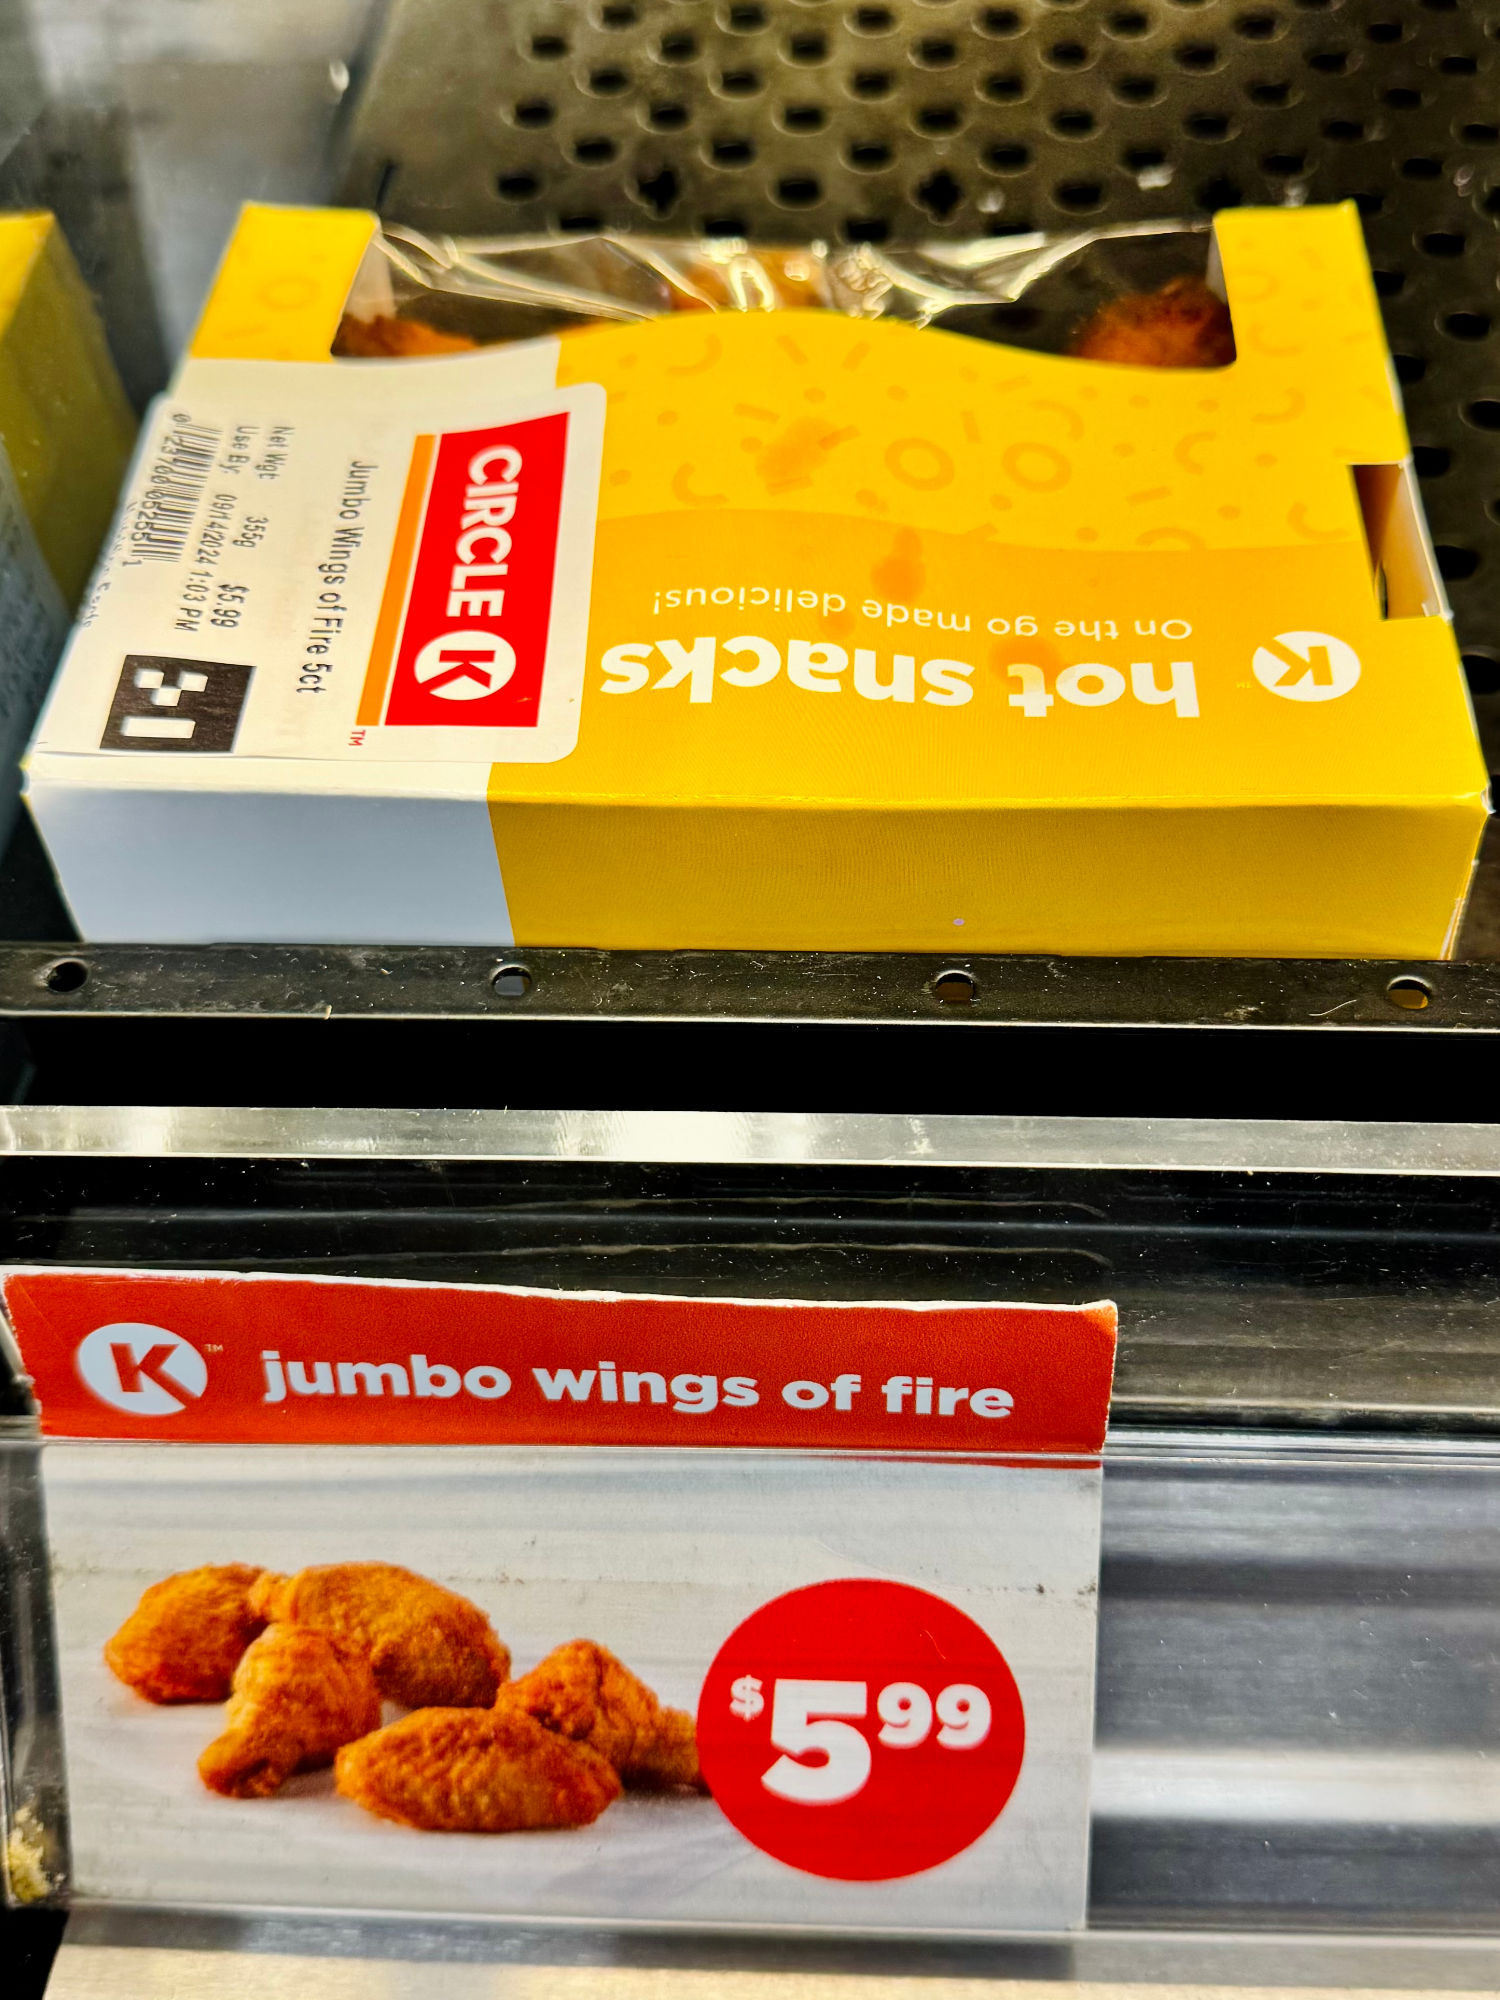 K hot snacks
On the go made delicious!
CIRCLE K
TM
Jumbo Wings of Fire 5ct
Net Wgt: 355g $5.99
Use By: 09/14/2024 1:03 PM
K TM jumbo wings of fire
$5 99